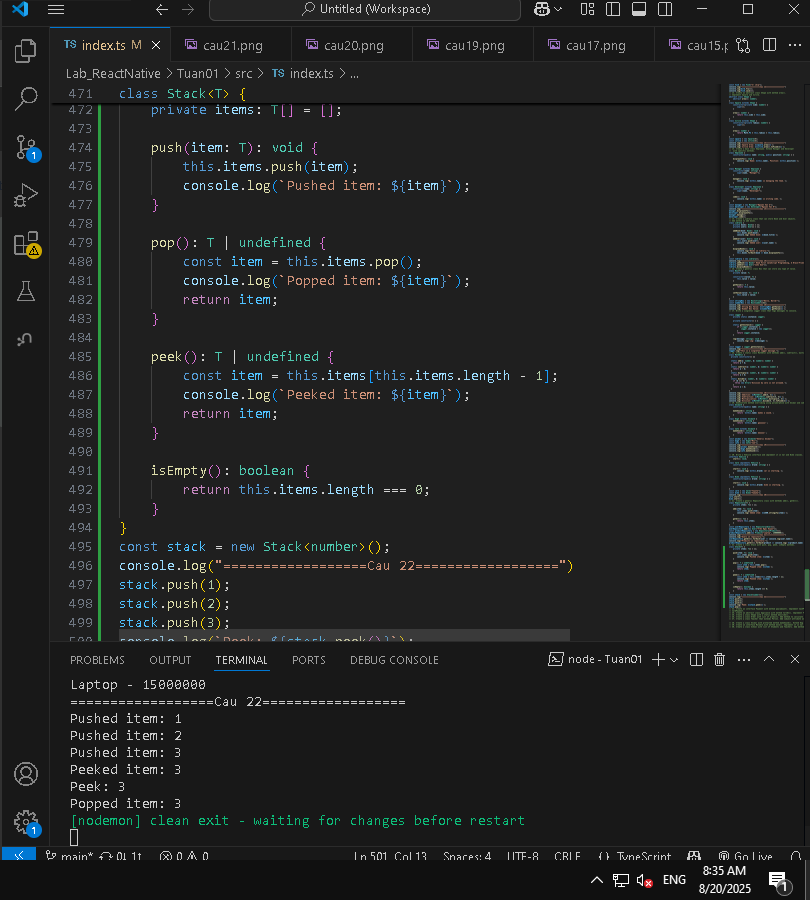 Untitled (Workspace)
TS index.ts M
cau21.png
cau20.png
cau19.png
cau17.png
cau15.p
Lab_ReactNative > Tuan01 > src > TS index.ts > ...
471 class Stack<T> {
472 private items: T[] = [];
473
474 push(item: T): void {
475 this.items.push(item);
476 console.log(`Pushed item: ${item}`);
477 }
478
479 pop(): T | undefined {
480 const item = this.items.pop();
481 console.log(`Popped item: ${item}`);
482 return item;
483 }
484
485 peek(): T | undefined {
486 const item = this.items[this.items.length - 1];
487 console.log(`Peeked item: ${item}`);
488 return item;
489 }
490
491 isEmpty(): boolean {
492 return this.items.length === 0;
493 }
494 }
495 const stack = new Stack<number>();
496 console.log("==================Cau 22==================")
497 stack.push(1);
498 stack.push(2);
499 stack.push(3);
500 console.log(`Peek: ${stack.peek()}`);
PROBLEMS OUTPUT TERMINAL PORTS DEBUG CONSOLE
node - Tuan01
Laptop - 15000000
==================Cau 22==================
Pushed item: 1
Pushed item: 2
Pushed item: 3
Peeked item: 3
Peek: 3
Popped item: 3
[nodemon] clean exit - waiting for changes before restart
1
1
main* 0↓ 1↑ 0 0 Ln 501, Col 13 Spaces: 4 UTF-8 CRLF {} TypeScript Go Live
ENG
8:35 AM
8/20/2025
1